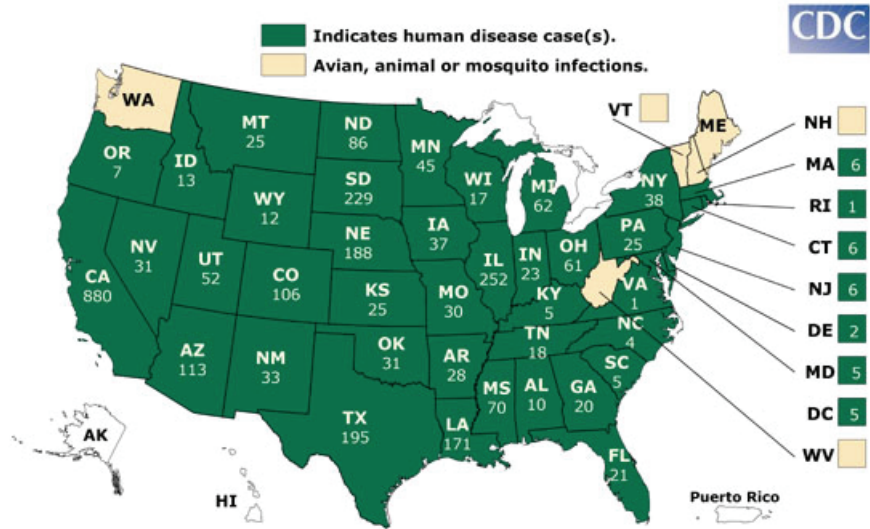 CDC
Indicates human disease case(s).
Avian, animal or mosquito infections.
WA
VT
ME
NH
MT
25
ND
86
MN
45
OR
7
ID
13
MA 6
SD
229
WI
17
MI
62
NY
38
WY
12
RI 1
IA
37
PA
25
CT 6
NE
188
NV
31
UT
52
IL
252
IN
23
OH
61
NJ 6
CA
880
CO
106
VA
1
KS
25
MO
30
KY
5
DE 2
NC
4
TN
18
AZ
113
NM
33
OK
31
AR
28
SC
5
MD 5
MS
70
AL
10
GA
20
DC 5
TX
195
LA
171
AK
WV
FL
21
HI
Puerto Rico